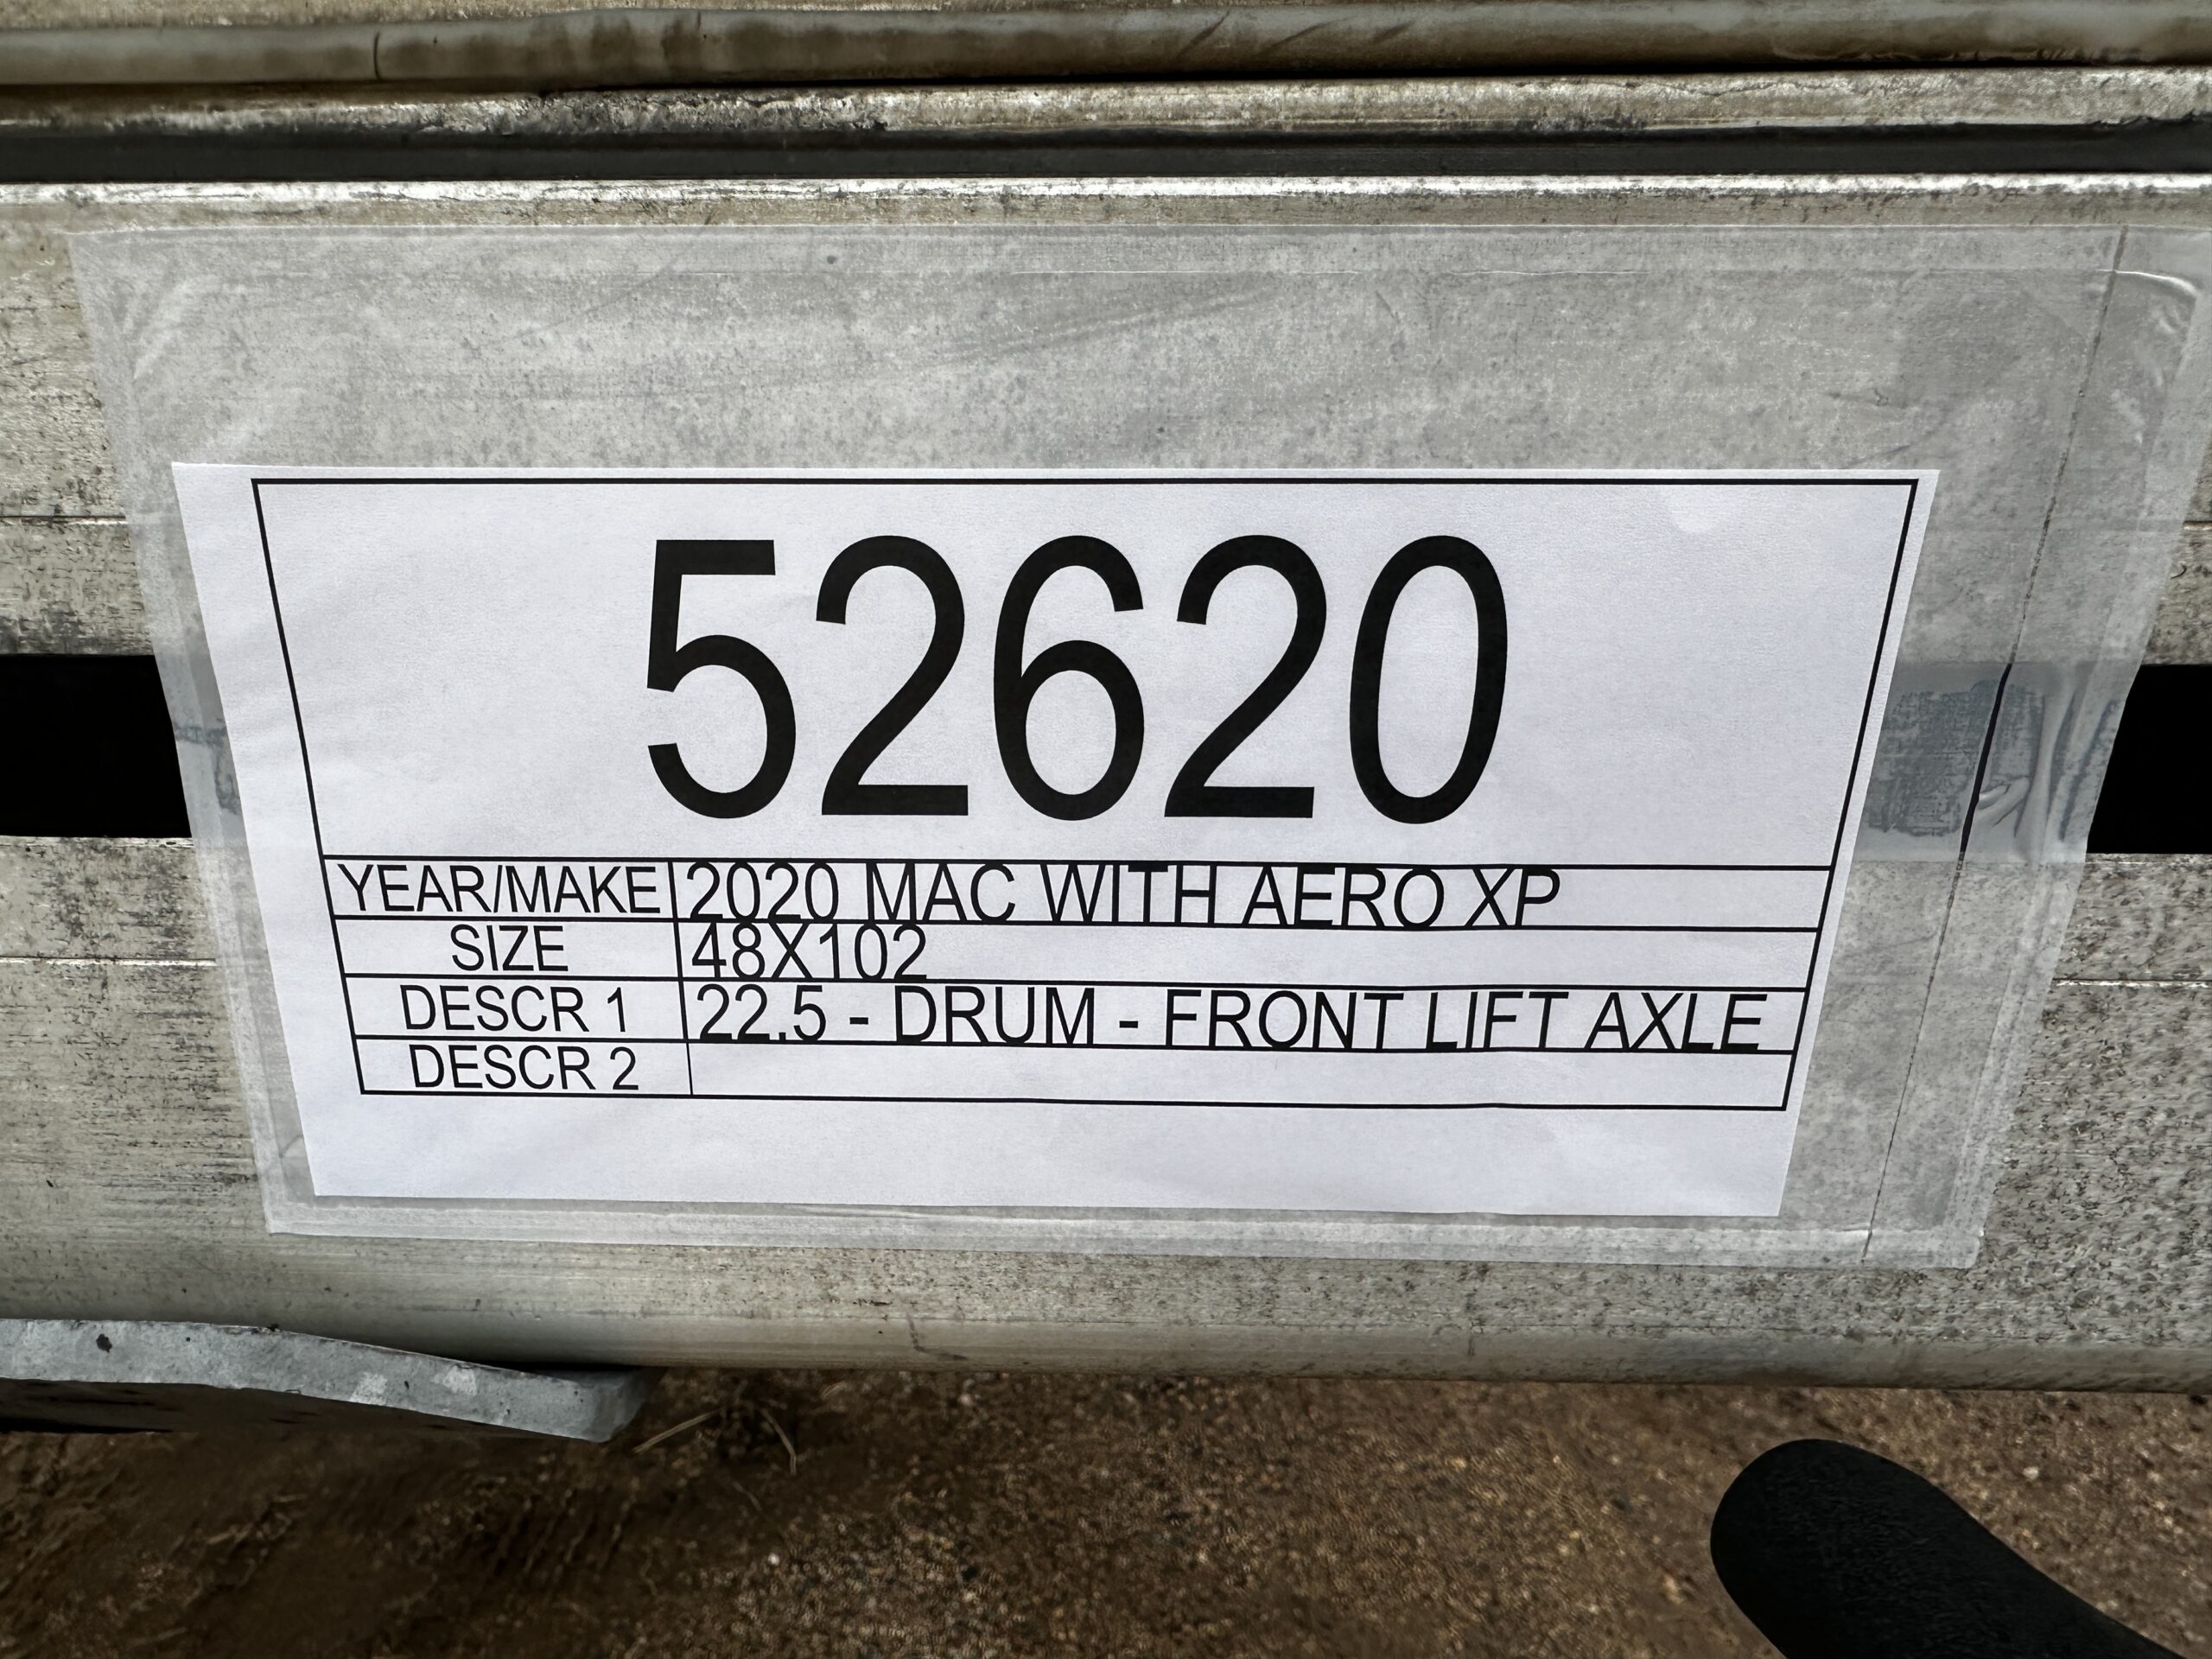 52620
YEAR/MAKE 2020 MAC WITH AERO XP
SIZE 48X102
DESCR 1 22.5 - DRUM - FRONT LIFT AXLE
DESCR 2